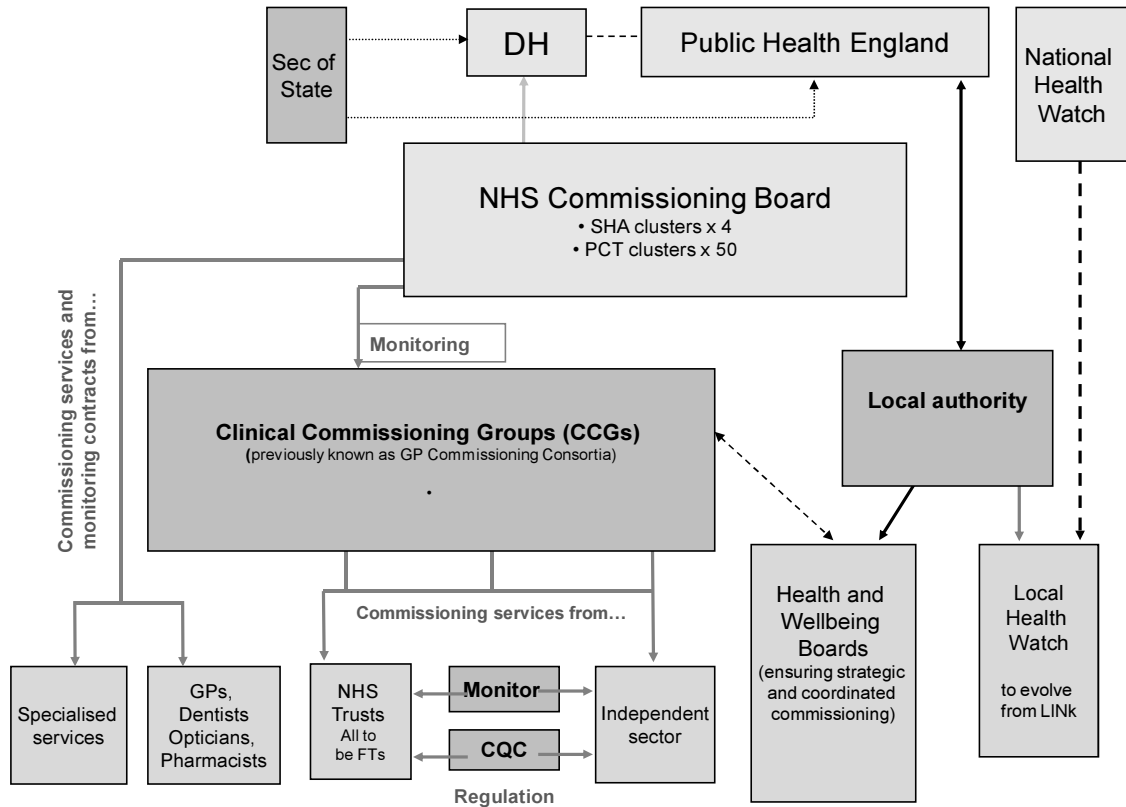 Sec of
State
DH
Public Health England
National
Health
Watch
NHS Commissioning Board
• SHA clusters x 4
• PCT clusters x 50
Commissioning services and
monitoring contracts from...
Monitoring
Clinical Commissioning Groups (CCGs)
(previously known as GP Commissioning Consortia)
.
Local authority
Commissioning services from...
Health and
Wellbeing
Boards
(ensuring strategic
and coordinated
commissioning)
Local
Health
Watch
to evolve
from LINk
Specialised
services
GPs,
Dentists
Opticians,
Pharmacists
NHS
Trusts
All to
be FTs
Monitor
CQC
Independent
sector
Regulation